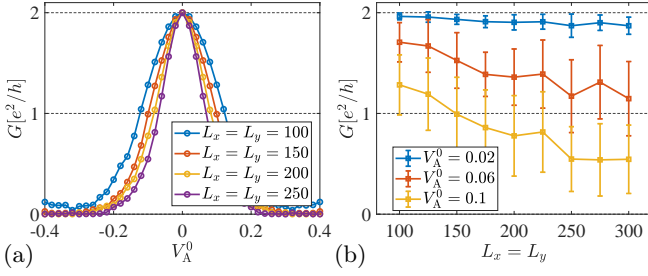 2
1
0
G[e²/h]
L_x = L_y = 100
L_x = L_y = 150
L_x = L_y = 200
L_x = L_y = 250
-0.4 -0.2 0 0.2 0.4
(a) V_A^0
2
1
0
G[e²/h]
V_A^0 = 0.02
V_A^0 = 0.06
V_A^0 = 0.1
100 150 200 250 300
(b) L_x = L_y